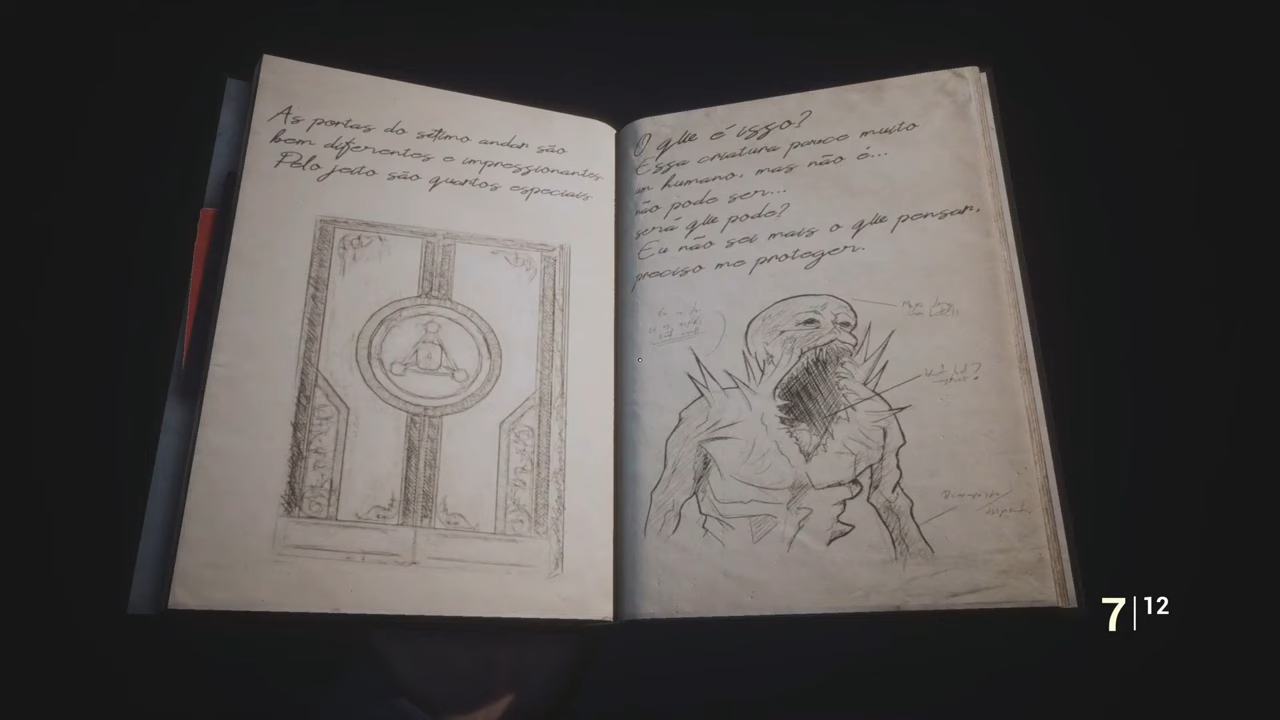 As portas do sétimo andar são
bem diferentes e impressionantes.
Pelo jeito são quartos especiais.
O que é isso?
Essa criatura parece muito
um humano, mas não é...
não pode ser...
será que pode?
Eu não sei mais o que pensar,
preciso me proteger.
7|12